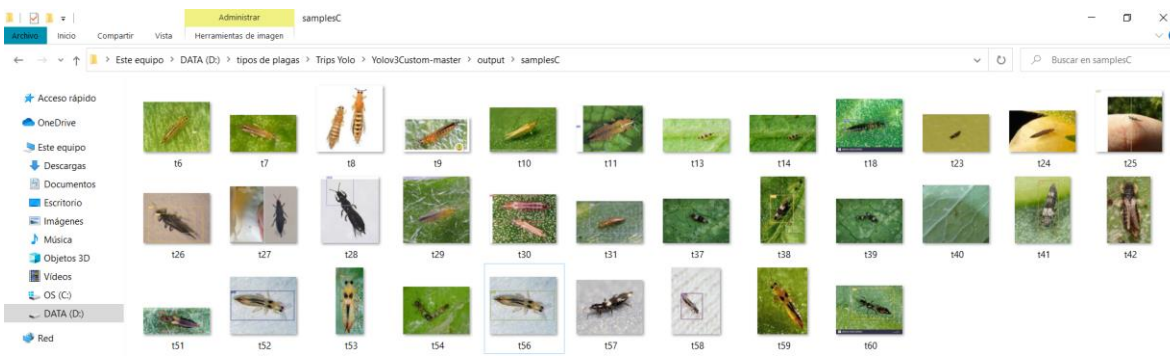 Administrar
samplesC
Archivo Inicio Compartir Vista Herramientas de imagen
Este equipo > DATA (D:) > tipos de plagas > Trips Yolo > Yolov3Custom-master > output > samplesC
Buscar en samplesC
Acceso rápido
OneDrive
Este equipo
Descargas
Documentos
Escritorio
Imágenes
Música
Objetos 3D
Vídeos
OS (C:)
DATA (D:)
Red
t6 t7 t8 t9 t10 t11 t13 t14 t18 t23 t24 t25
t26 t27 t28 t29 t30 t31 t37 t38 t39 t40 t41 t42
t51 t52 t53 t54 t56 t57 t58 t59 t60